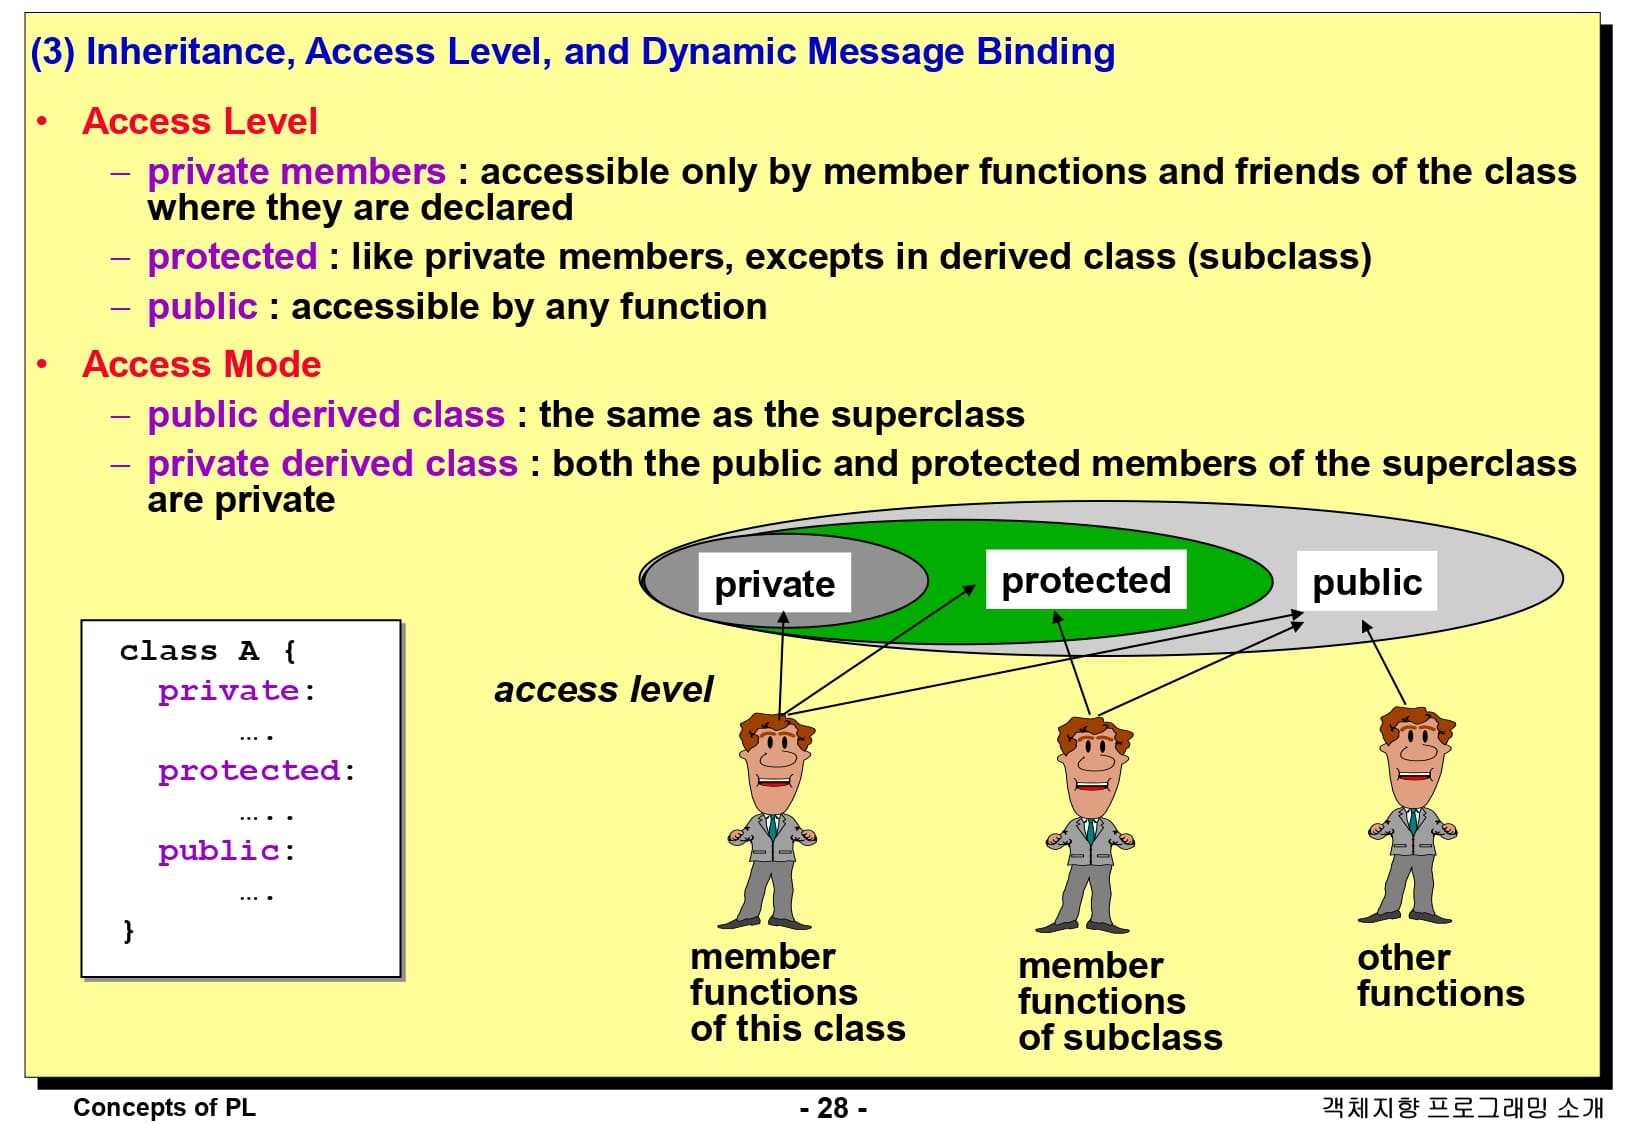 (3) Inheritance, Access Level, and Dynamic Message Binding
• Access Level
– private members : accessible only by member functions and friends of the class
where they are declared
– protected : like private members, excepts in derived class (subclass)
– public : accessible by any function
• Access Mode
– public derived class : the same as the superclass
– private derived class : both the public and protected members of the superclass
are private
private
protected
public
class A {
private:
….
protected:
…..
public:
….
}
access level
member
functions
of this class
member
functions
of subclass
other
functions
Concepts of PL
- 28 -
객체지향 프로그래밍 소개